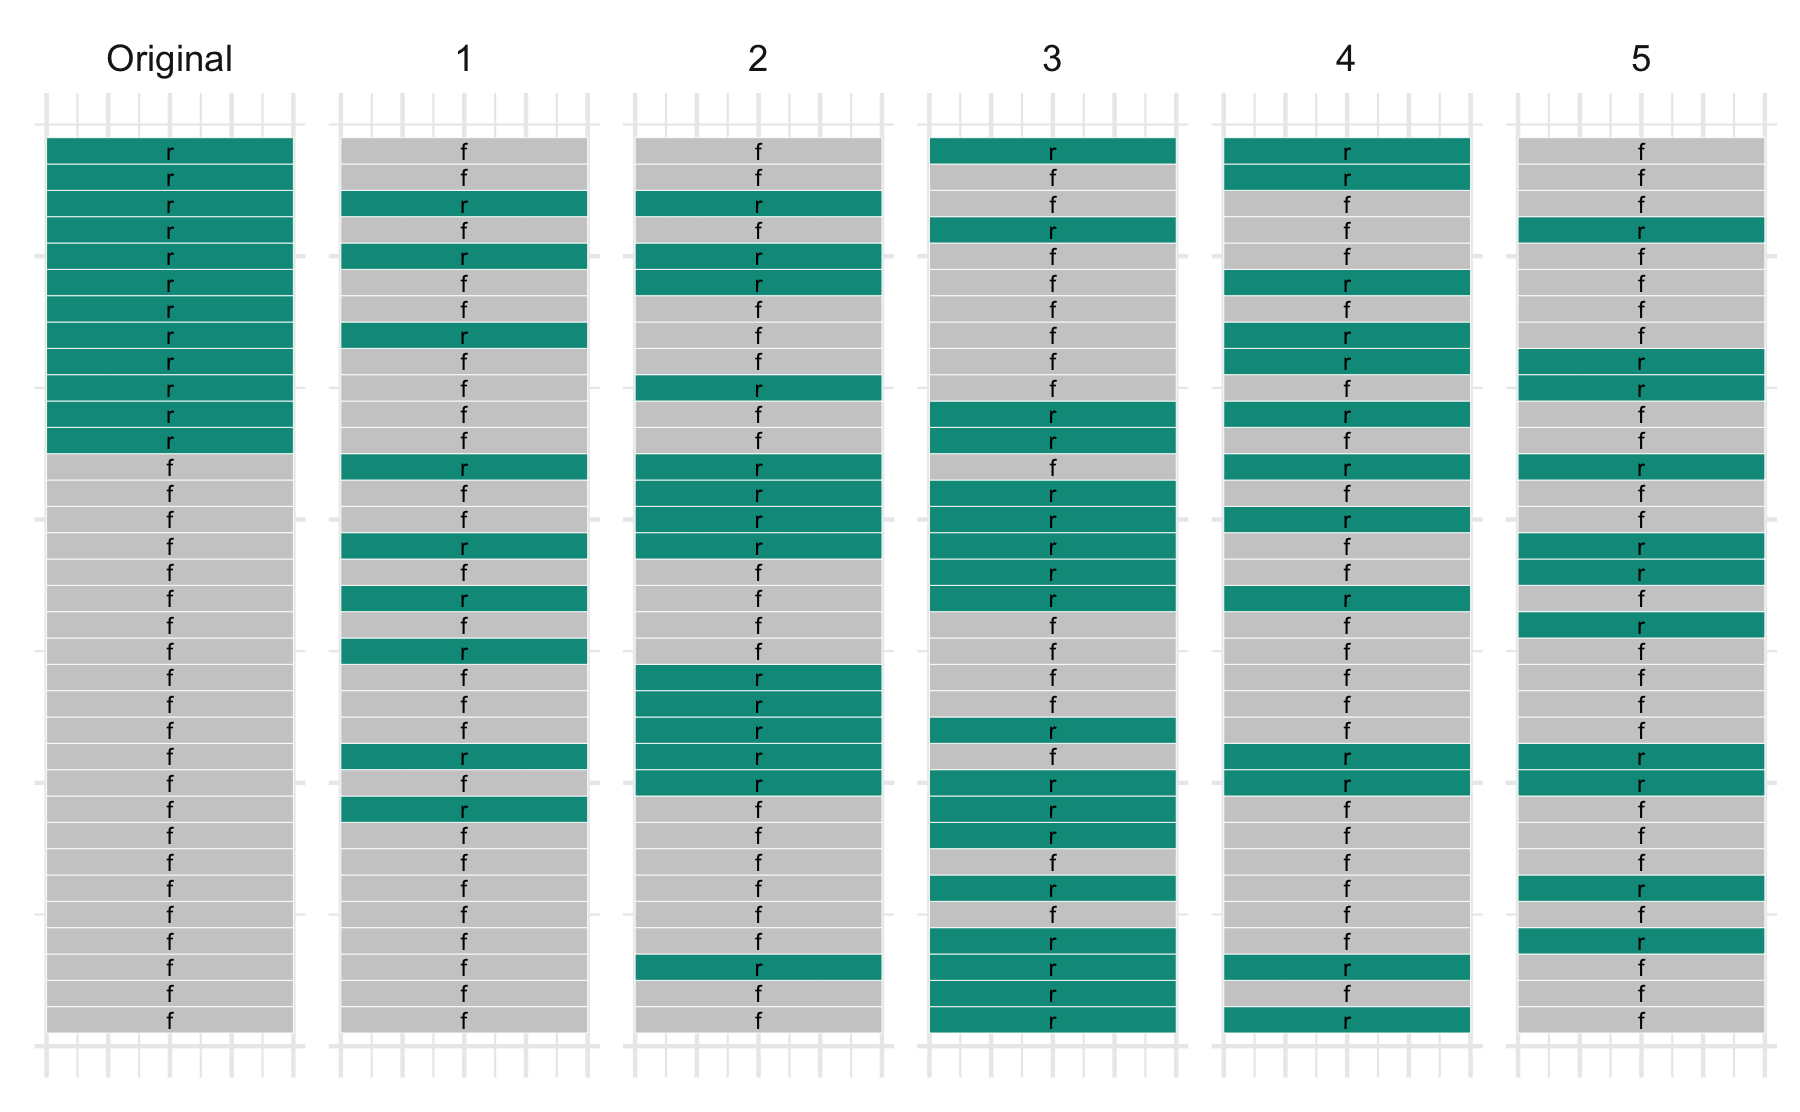 Original 1 2 3 4 5
r f f r r f
r f f f r f
r r r f f f
r f f r f r
r r r f f f
r f r f r f
r f f f f f
r r f f r f
r f f f r r
r f r f f r
r f f r r f
r f f r f f
f r r f r r
f f r r f f
f f r r r f
f r r r f r
f f f r f r
f r f r r f
f f f f f r
f r f f f f
f f r f f f
f f r f f f
f f r r f f
f r r f r r
f f r r r r
f r f r f f
f f f r f f
f f f f f f
f f f r f r
f f f f f f
f f f r f r
f f r r r f
f f f r f f
f f f r r f